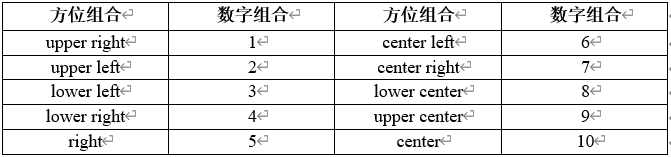 方位组合 数字组合 方位组合 数字组合
upper right 1 center left 6
upper left 2 center right 7
lower left 3 lower center 8
lower right 4 upper center 9
right 5 center 10